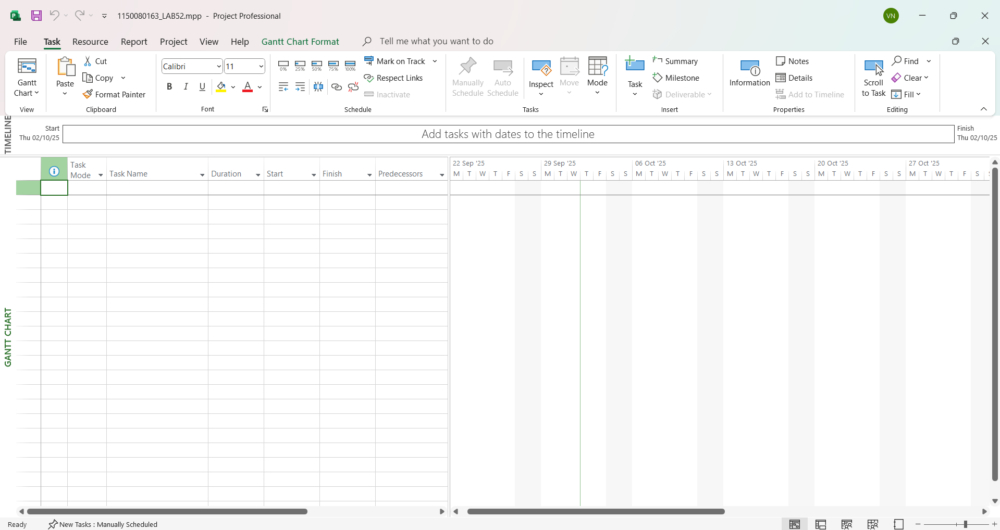 1150080163_LAB52.mpp - Project Professional
VN
File Task Resource Report Project View Help Gantt Chart Format Tell me what you want to do
Gantt Chart
View
Paste
Cut
Copy
Format Painter
Clipboard
Calibri 11
B I U A
Font
0% 25% 50% 75% 100%
Mark on Track
Respect Links
Inactivate
Schedule
Manually Schedule
Auto Schedule
Inspect
Move
Mode
Tasks
Task
Summary
Milestone
Deliverable
Insert
Information
Notes
Details
Add to Timeline
Properties
Scroll to Task
Find
Clear
Fill
Editing
TIMELINE
Start
Thu 02/10/25
Add tasks with dates to the timeline
Finish
Thu 02/10/25
Task Mode Task Name Duration Start Finish Predecessors
22 Sep '25 29 Sep '25 06 Oct '25 13 Oct '25 20 Oct '25 27 Oct '25
M T W T F S S M T W T F S S M T W T F S S M T W T F S S M T W T F S S M T W T F S
GANTT CHART
Ready New Tasks : Manually Scheduled